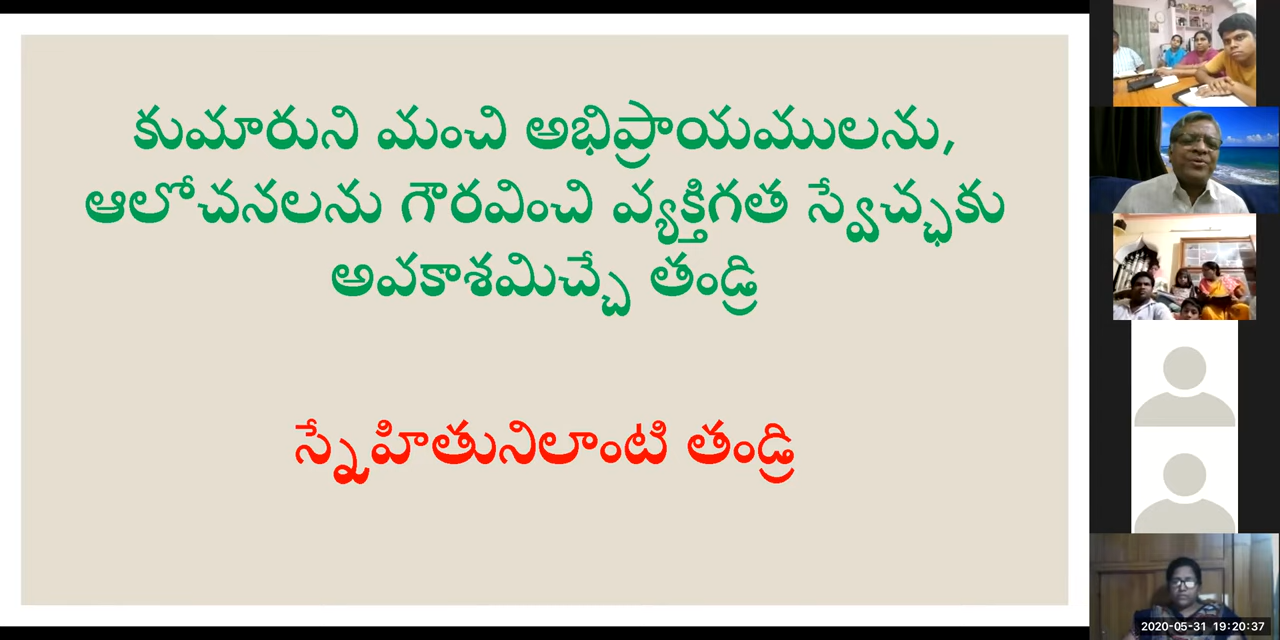 కుమారుని మంచి అభిప్రాయములను,
ఆలోచనలను గౌరవించి వ్యక్తిగత స్వేచ్ఛకు
అవకాశమిచ్చే తండ్రి
స్నేహితునిలాంటి తండ్రి
2020-05-31 19:20:37